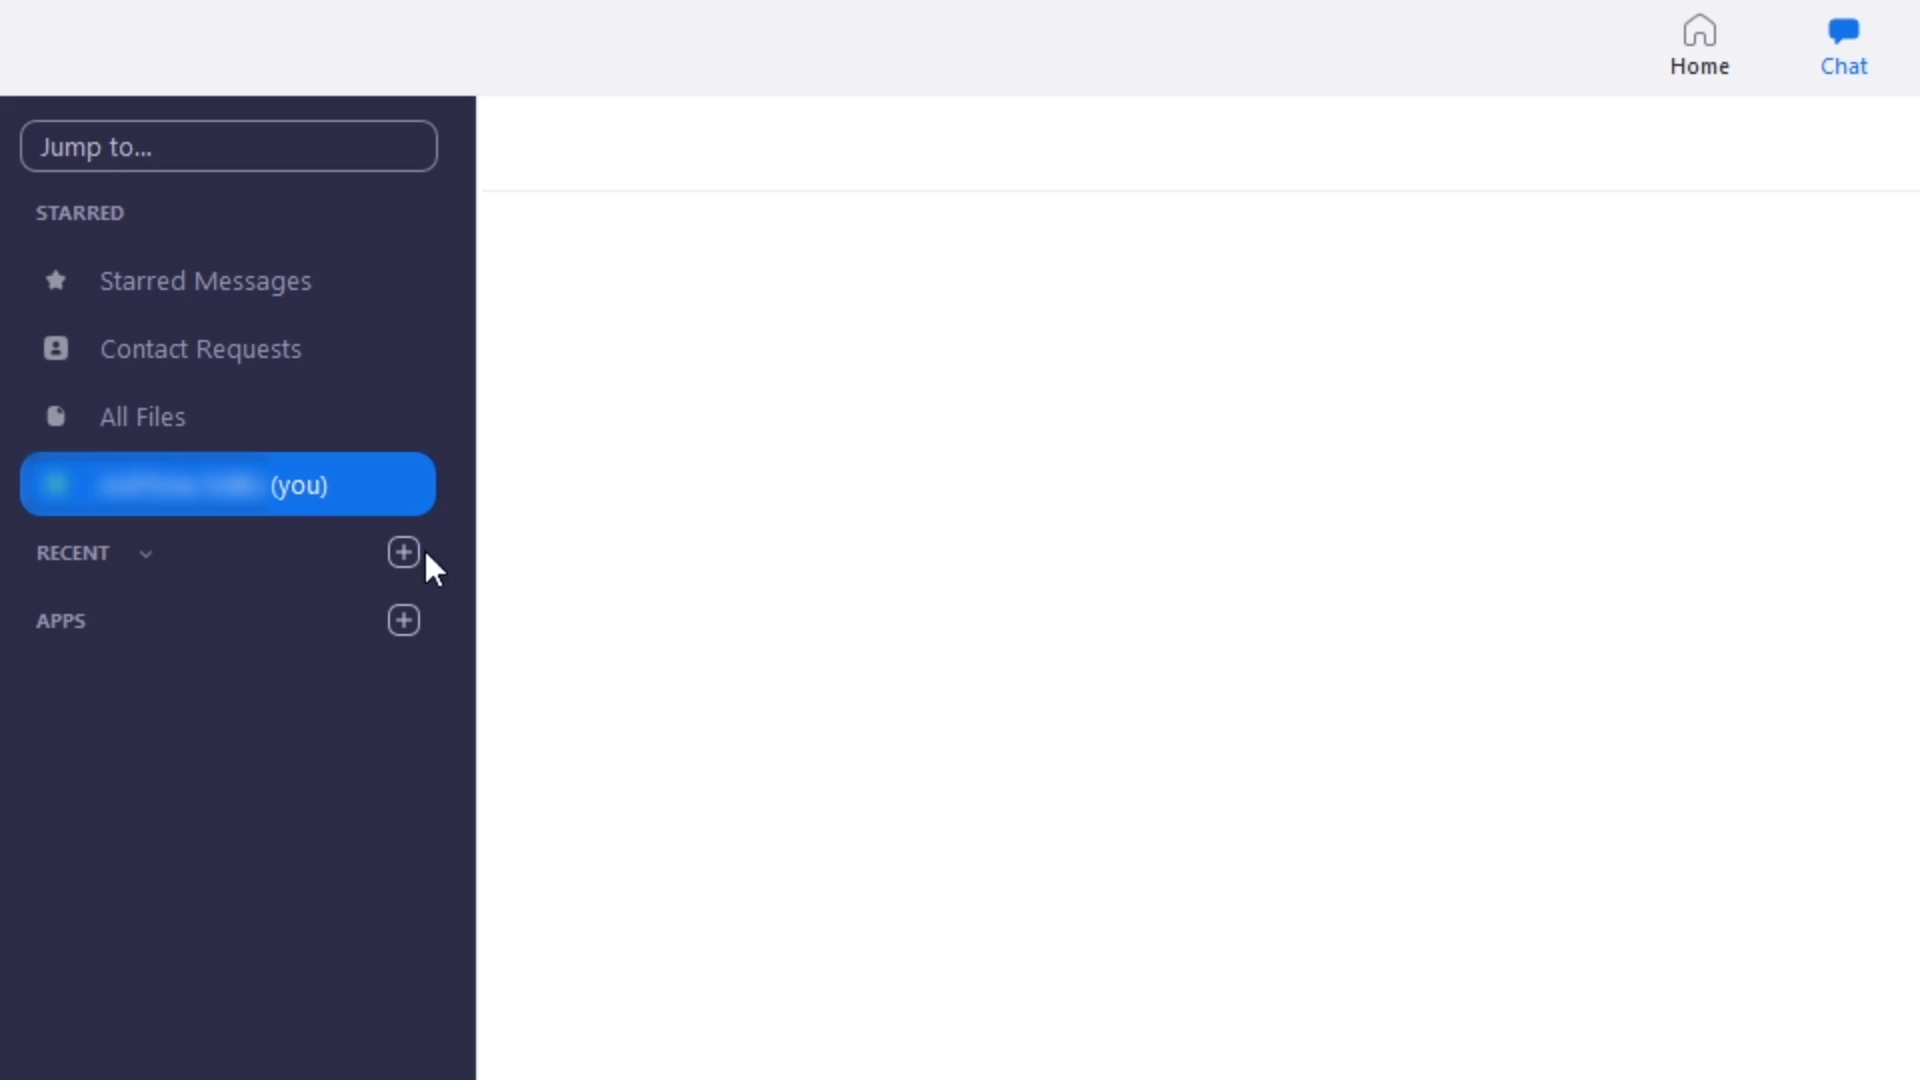 Home
Chat
Jump to...
STARRED
Starred Messages
Contact Requests
All Files
(you)
RECENT
APPS